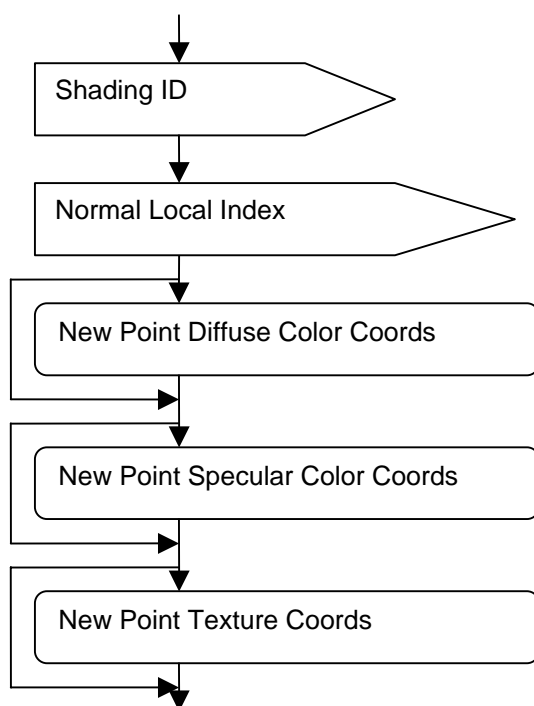 Shading ID
Normal Local Index
New Point Diffuse Color Coords
New Point Specular Color Coords
New Point Texture Coords